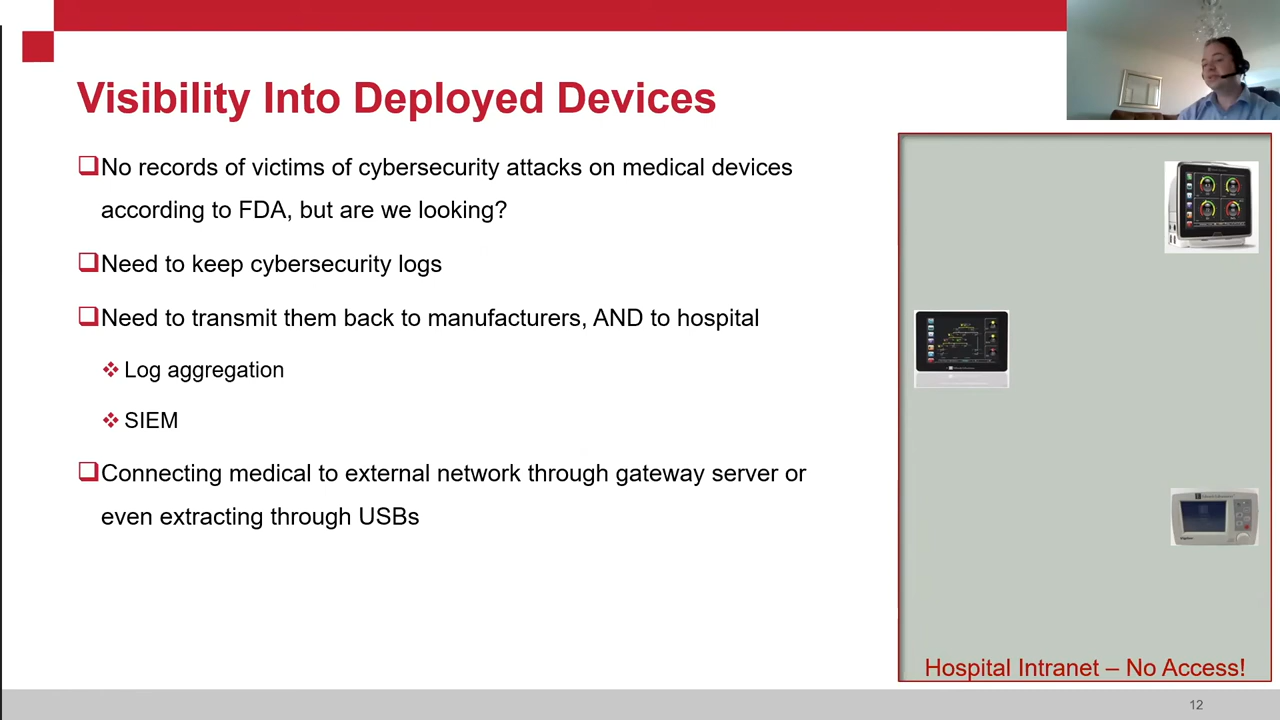 Visibility Into Deployed Devices
No records of victims of cybersecurity attacks on medical devices
according to FDA, but are we looking?
Need to keep cybersecurity logs
Need to transmit them back to manufacturers, AND to hospital
Log aggregation
SIEM
Connecting medical to external network through gateway server or
even extracting through USBs
Hospital Intranet – No Access!
12